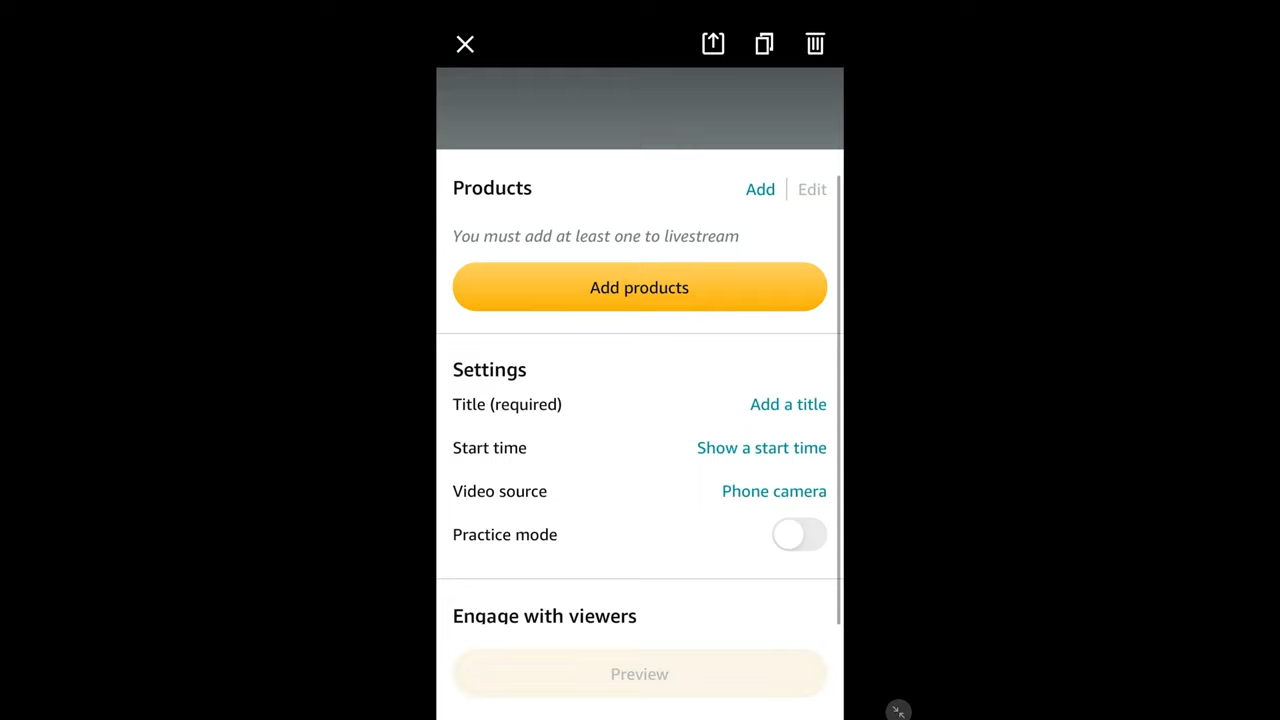 Products
Add | Edit
You must add at least one to livestream
Add products
Settings
Title (required) Add a title
Start time Show a start time
Video source Phone camera
Practice mode
Engage with viewers
Preview